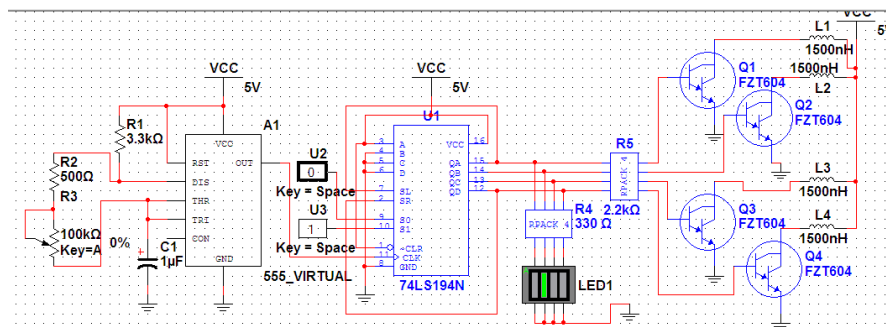 VCC
5V
R1
3.3kΩ
R2
500Ω
R3
100kΩ
Key=A
0%
C1
1µF
A1
VCC
RST
OUT
DIS
THR
TRI
CON
GND
555_VIRTUAL
U2
0
Key = Space
U3
1
Key = Space
VCC
5V
U1
3
A
VCC
16
4
B
5
C
QA
15
6
D
QB
14
QC
13
7
SL
QD
12
2
SR
9
S0
10
S1
1
~CLR
11
CLK
8
GND
74LS194N
R5
RPACK 4
2.2kΩ
R4
RPACK 4
330 Ω
LED1
Q1
FZT604
Q2
FZT604
Q3
FZT604
Q4
FZT604
L1
1500nH
1500nH
L2
L3
1500nH
L4
1500nH
VCC